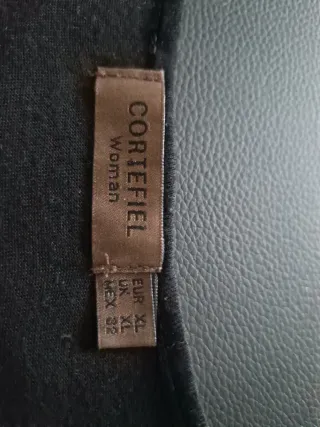 CORTEFIEL
Woman
EUR XL
UK XL
MEX 32